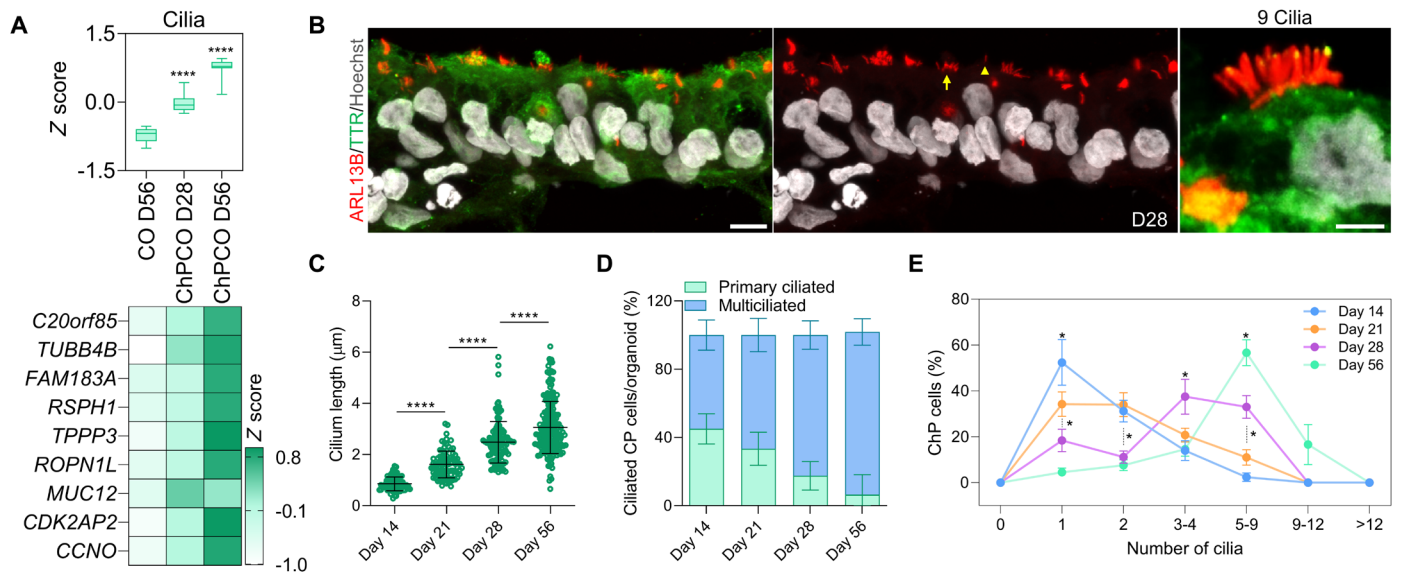 A
Cilia
Z score
1.5
0.0
-1.5
****
****
CO D56
ChPCO D28
ChPCO D56
C20orf85
TUBB4B
FAM183A
RSPH1
TPPP3
ROPN1L
MUC12
CDK2AP2
CCNO
Z score
0.8
-0.1
-1.0
B
ARL13B/TTR/Hoechst
D28
9 Cilia
C
Cilium length (μm)
8
6
4
2
0
****
****
****
Day 14
Day 21
Day 28
Day 56
D
Primary ciliated
Multiciliated
Ciliated CP cells/organoid (%)
120
80
40
0
Day 14
Day 21
Day 28
Day 56
E
ChP cells (%)
80
60
40
20
0
*
*
*
*
*
*
Day 14
Day 21
Day 28
Day 56
0
1
2
3-4
5-9
9-12
>12
Number of cilia